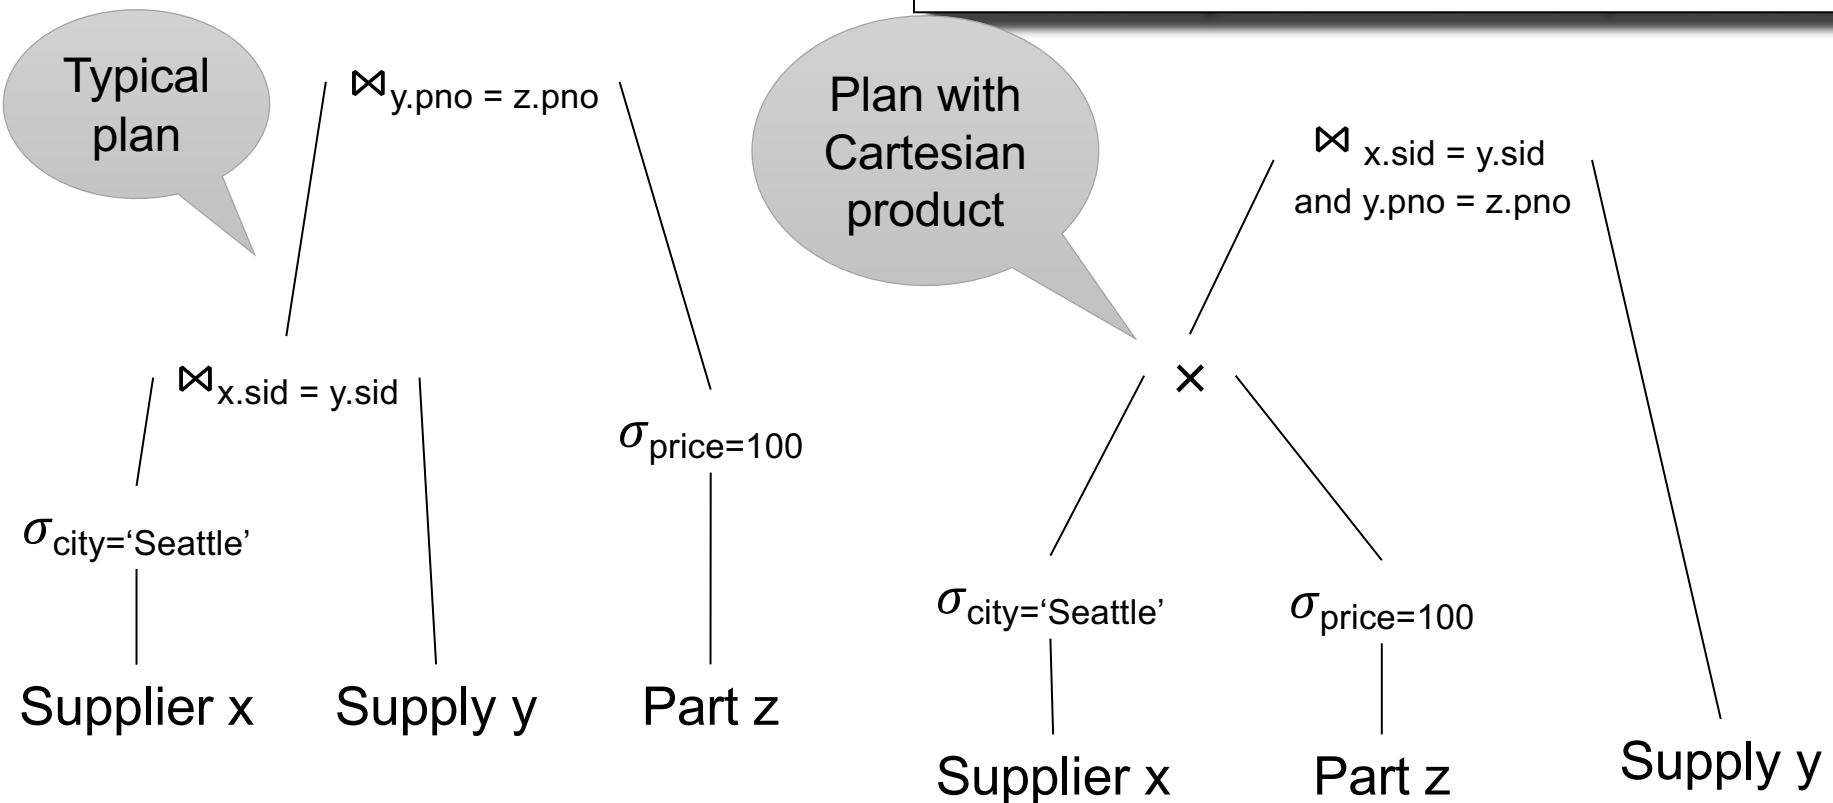 Typical
plan
⋈y.pno = z.pno
⋈x.sid = y.sid
σprice=100
σcity=‘Seattle’
Supplier x
Supply y
Part z
Plan with
Cartesian
product
⋈ x.sid = y.sid
and y.pno = z.pno
×
σcity=‘Seattle’
σprice=100
Supplier x
Part z
Supply y